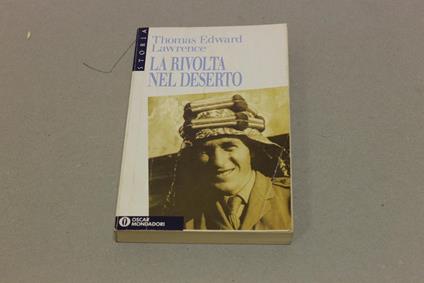 STORIA
Thomas Edward
Lawrence
LA RIVOLTA
NEL DESERTO
OSCAR
MONDADORI